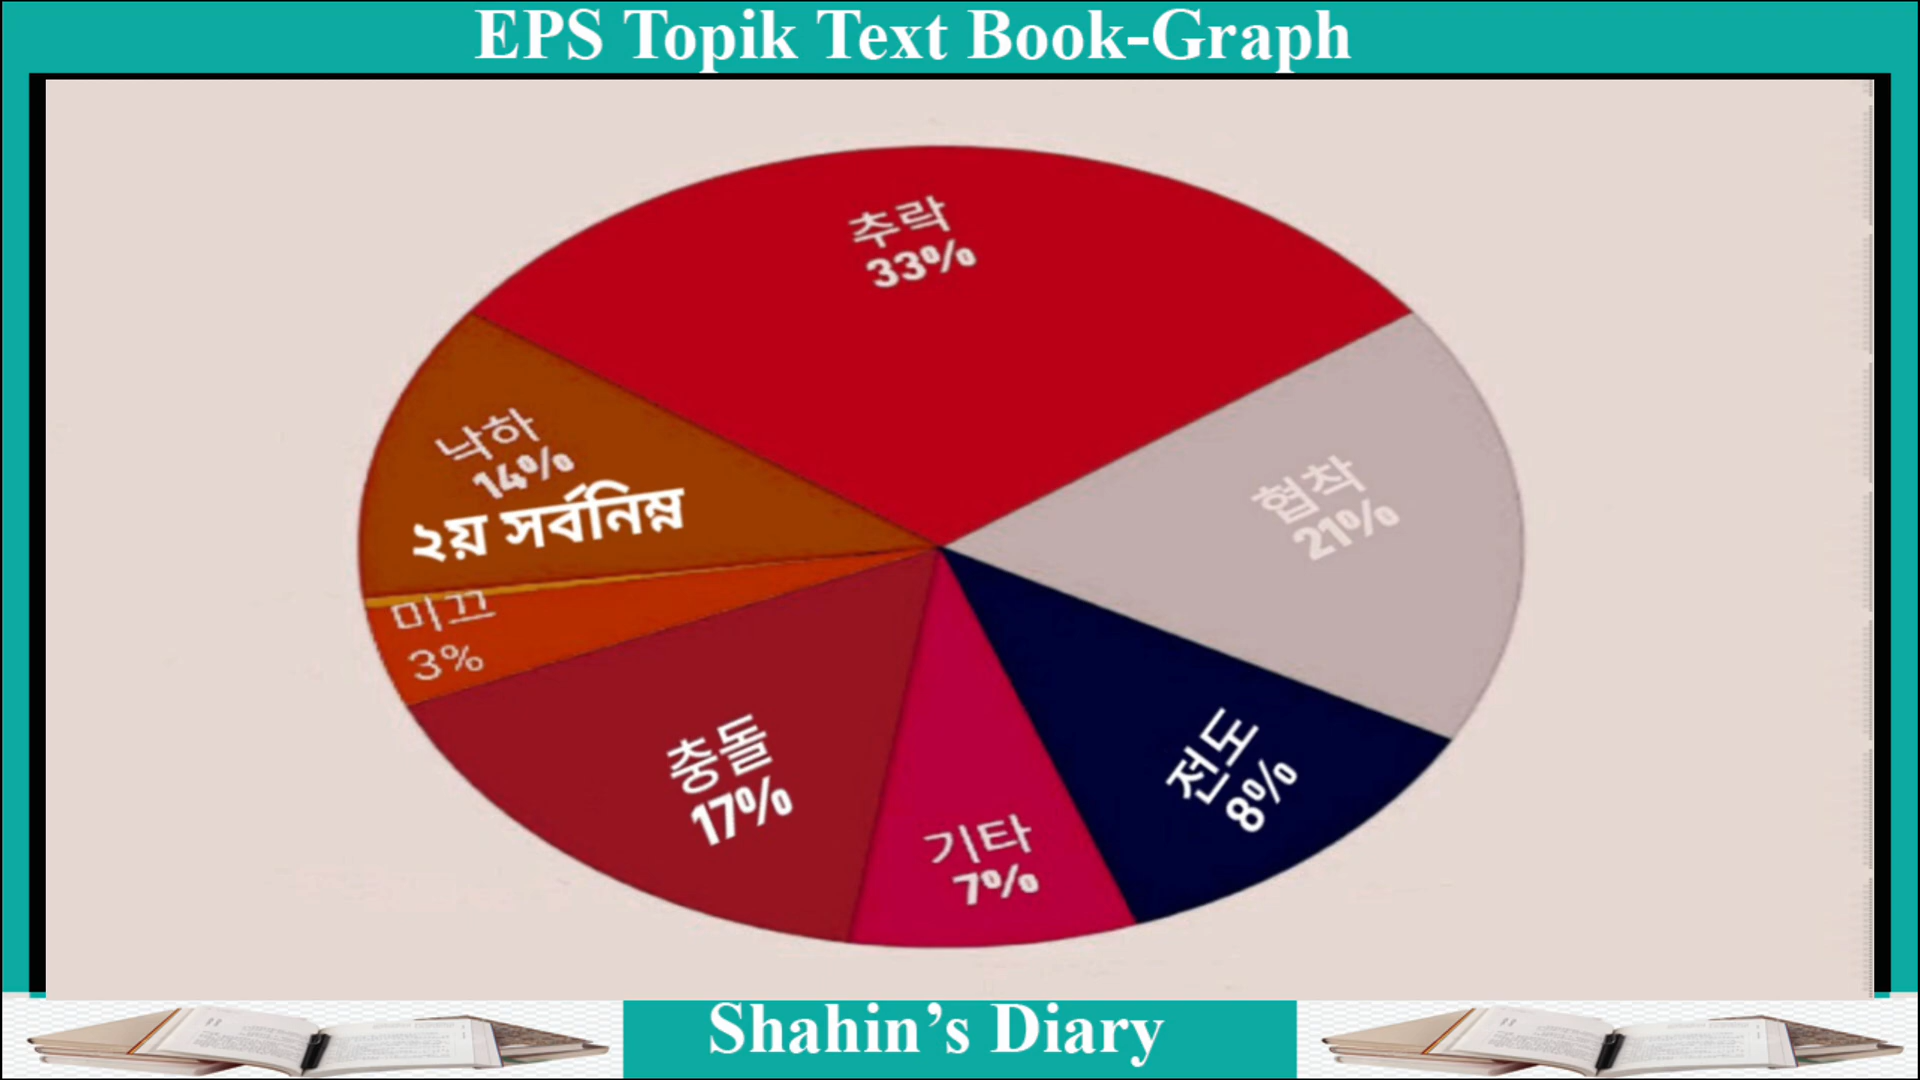 EPS Topik Text Book-Graph
추락
33%
낙하
14%
২য় সর্বনিম্ন
협착
21%
미끄
3%
충돌
17%
전도
8%
기타
7%
Shahin’s Diary